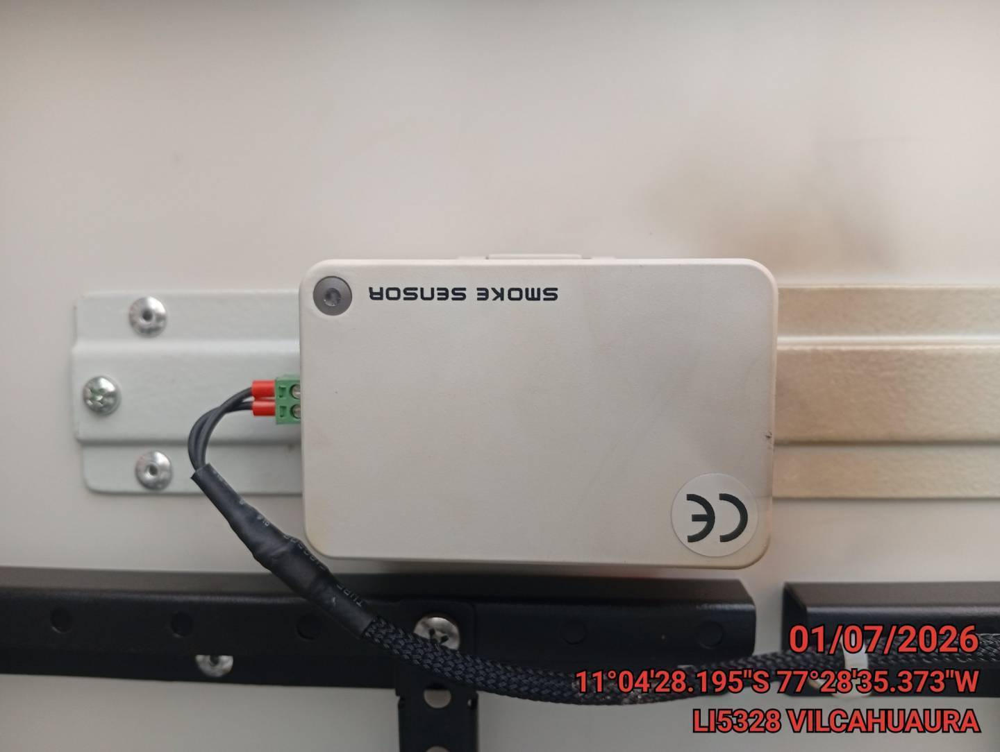 SMOKE SENSOR
CE
01/07/2026
11°04'28.195"S 77°28'35.373"W
LI5328 VILCAHUAURA